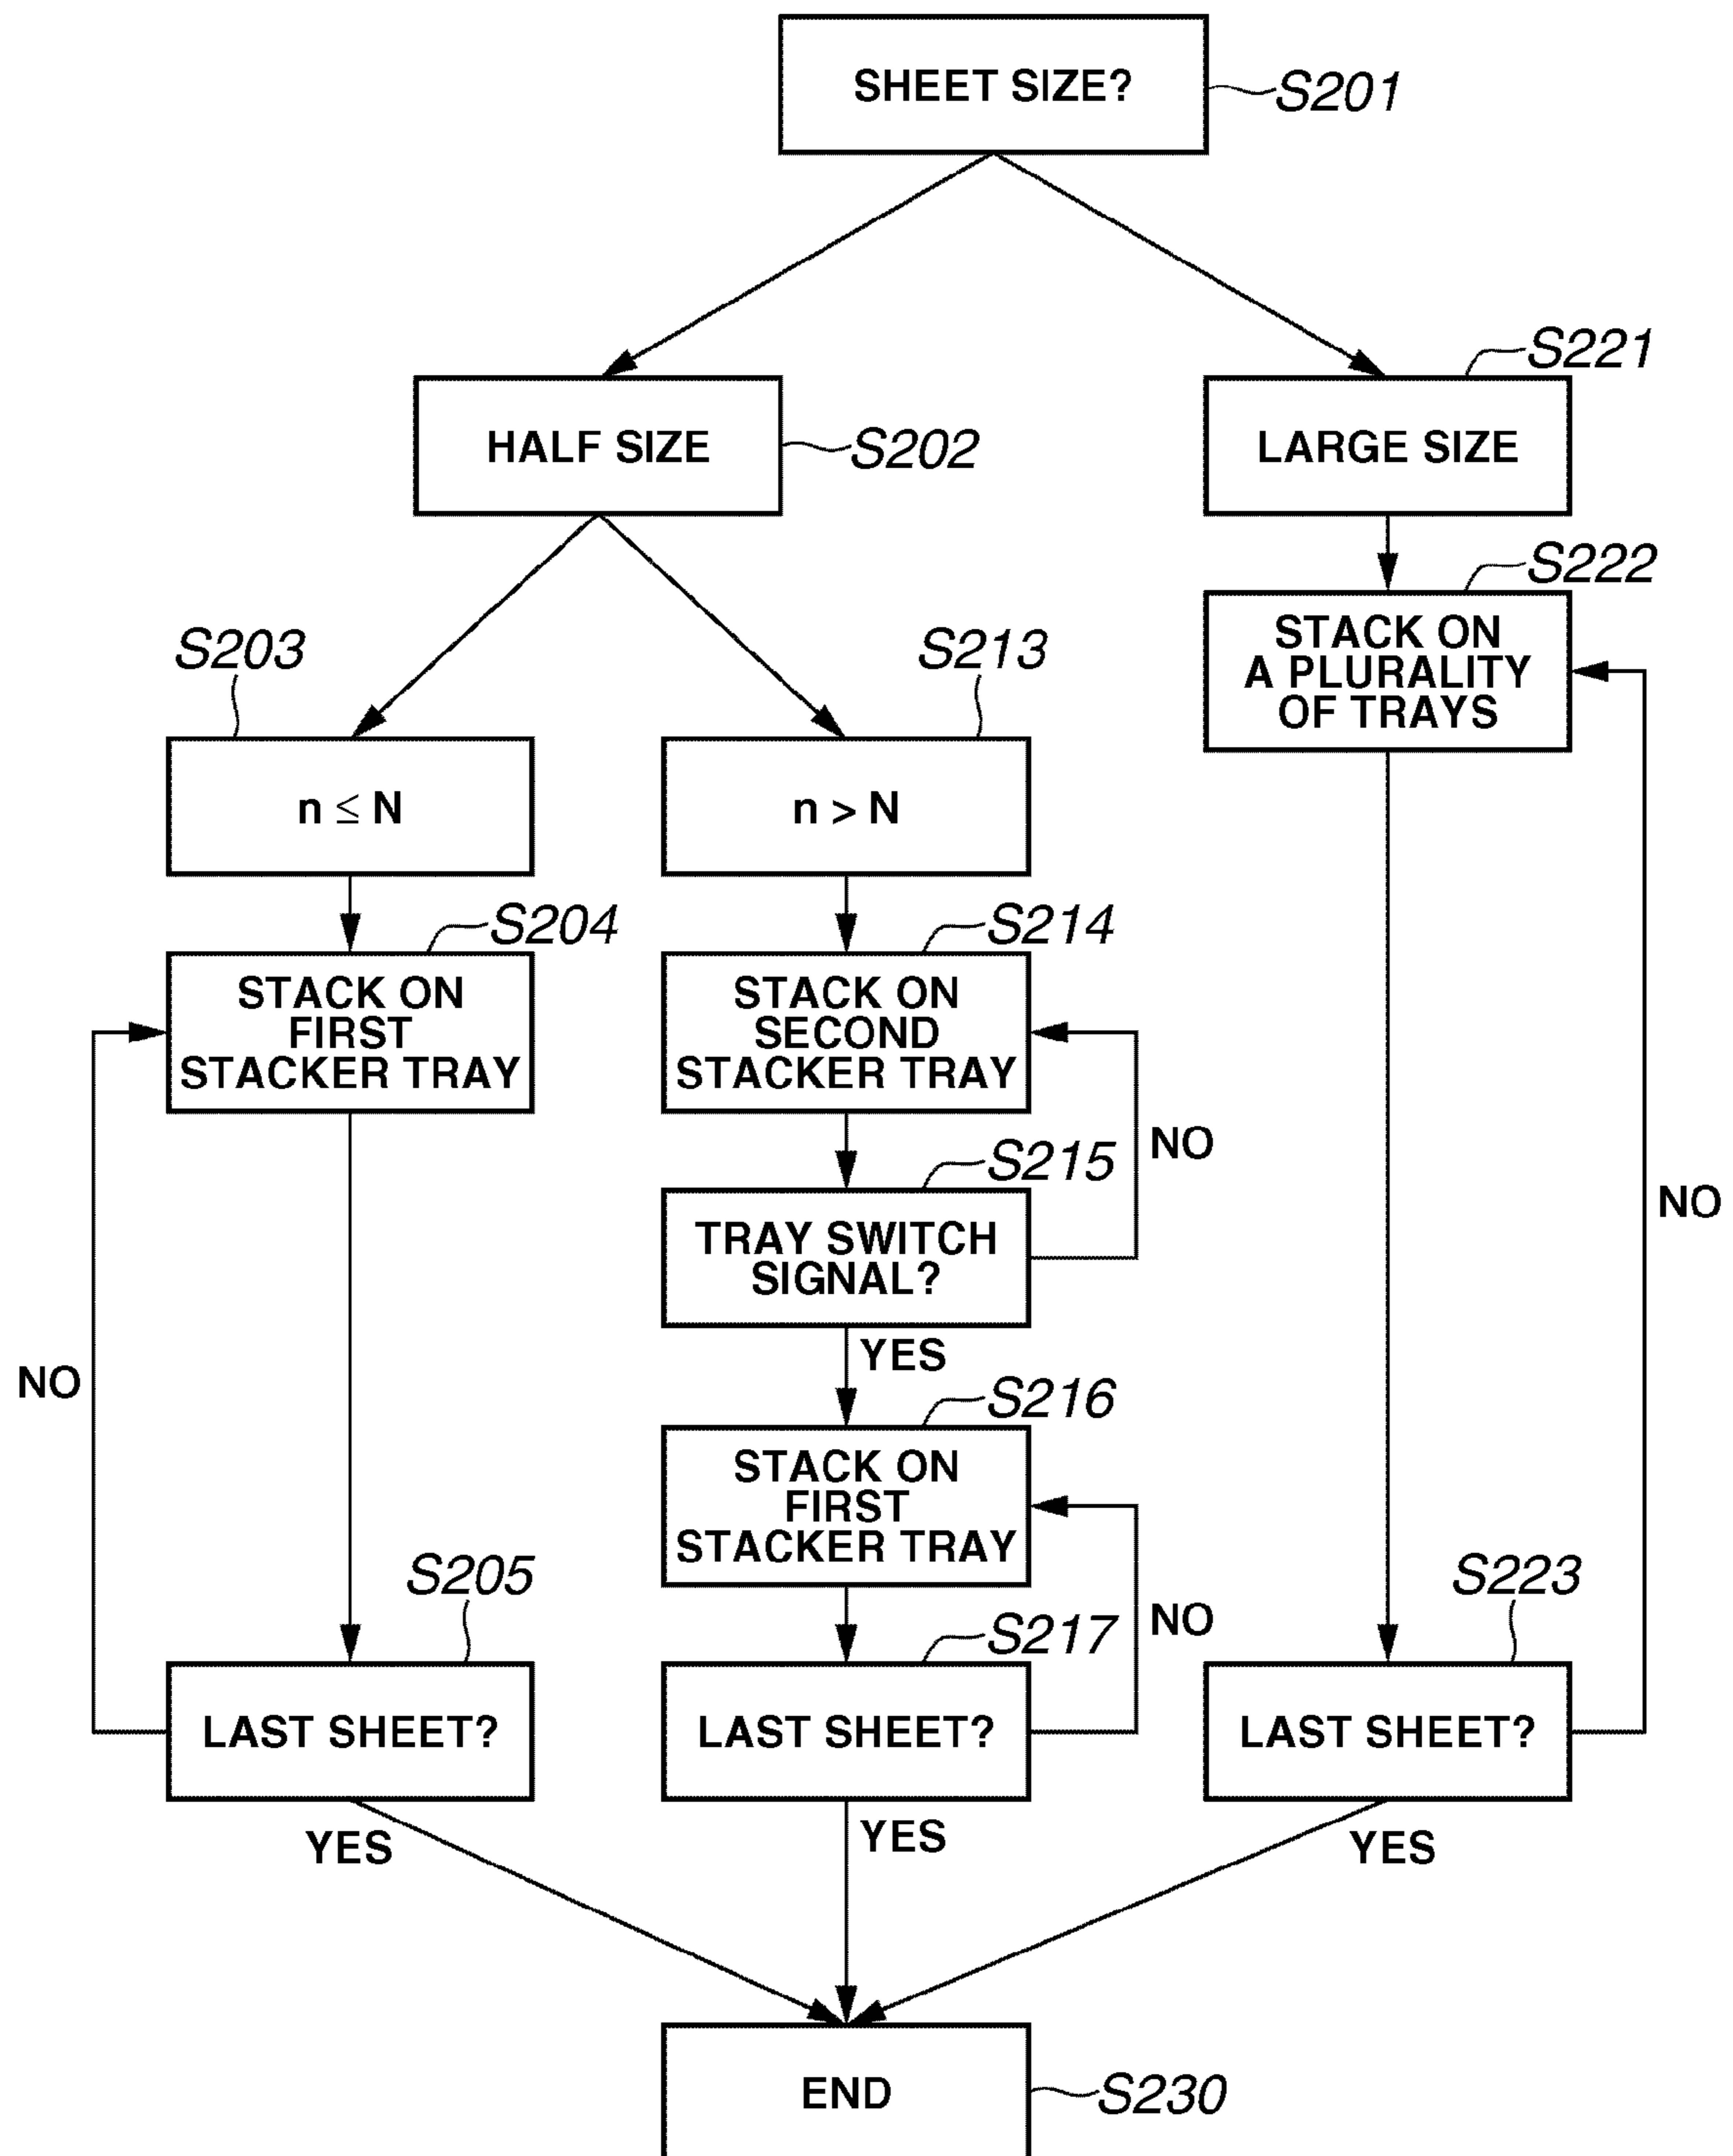 SHEET SIZE?
S201
S221
HALF SIZE
S202
LARGE SIZE
S222
STACK ON
A PLURALITY
OF TRAYS
S203
S213
n ≤ N
n > N
S204
S214
STACK ON
FIRST
STACKER TRAY
STACK ON
SECOND
STACKER TRAY
NO
S215
NO
TRAY SWITCH
SIGNAL?
YES
NO
S216
STACK ON
FIRST
STACKER TRAY
S205
S223
NO
S217
LAST SHEET?
LAST SHEET?
LAST SHEET?
YES
YES
YES
END
S230